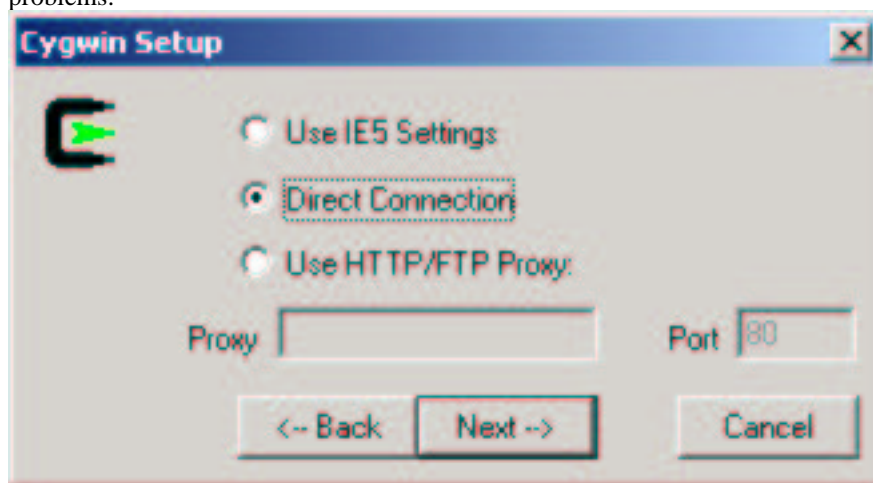 problems.
Cygwin Setup
Use IE5 Settings
Direct Connection
Use HTTP/FTP Proxy:
Proxy
Port 80
<-- Back Next --> Cancel